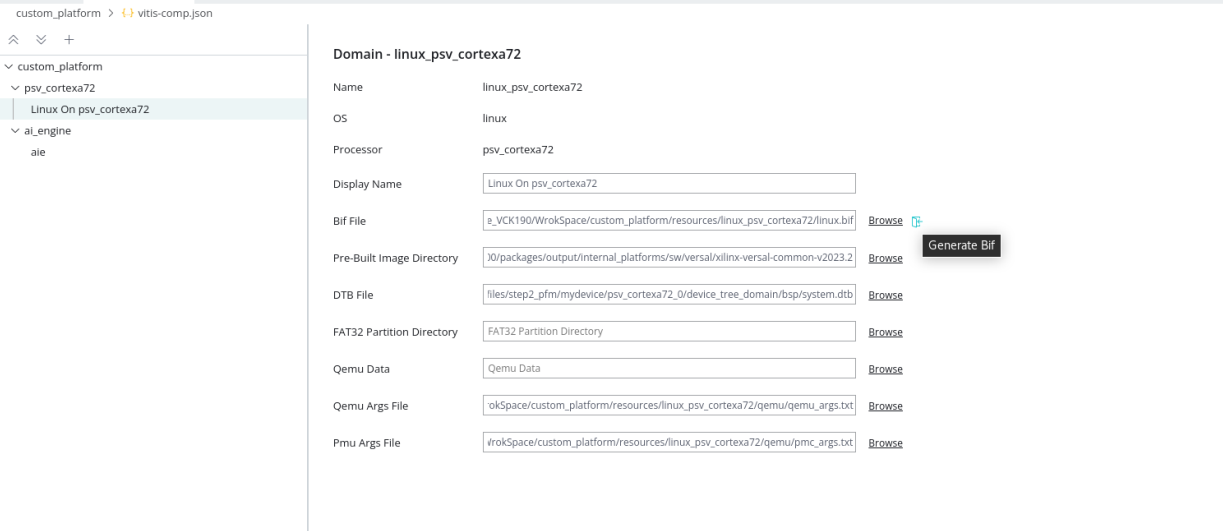 custom_platform > {·} vitis-comp.json
custom_platform
psv_cortexa72
Linux On psv_cortexa72
ai_engine
aie
Domain - linux_psv_cortexa72
Name linux_psv_cortexa72
OS linux
Processor psv_cortexa72
Display Name Linux On psv_cortexa72
Bif File e_VCK190/WrokSpace/custom_platform/resources/linux_psv_cortexa72/linux.bif Browse
Generate Bif
Pre-Built Image Directory 0/packages/output/internal_platforms/sw/versal/xilinx-versal-common-v2023.2 Browse
DTB File files/step2_pfm/mydevice/psv_cortexa72_0/device_tree_domain/bsp/system.dtb Browse
FAT32 Partition Directory FAT32 Partition Directory Browse
Qemu Data Qemu Data Browse
Qemu Args File okSpace/custom_platform/resources/linux_psv_cortexa72/qemu/qemu_args.txt Browse
Pmu Args File WrokSpace/custom_platform/resources/linux_psv_cortexa72/qemu/pmc_args.txt Browse